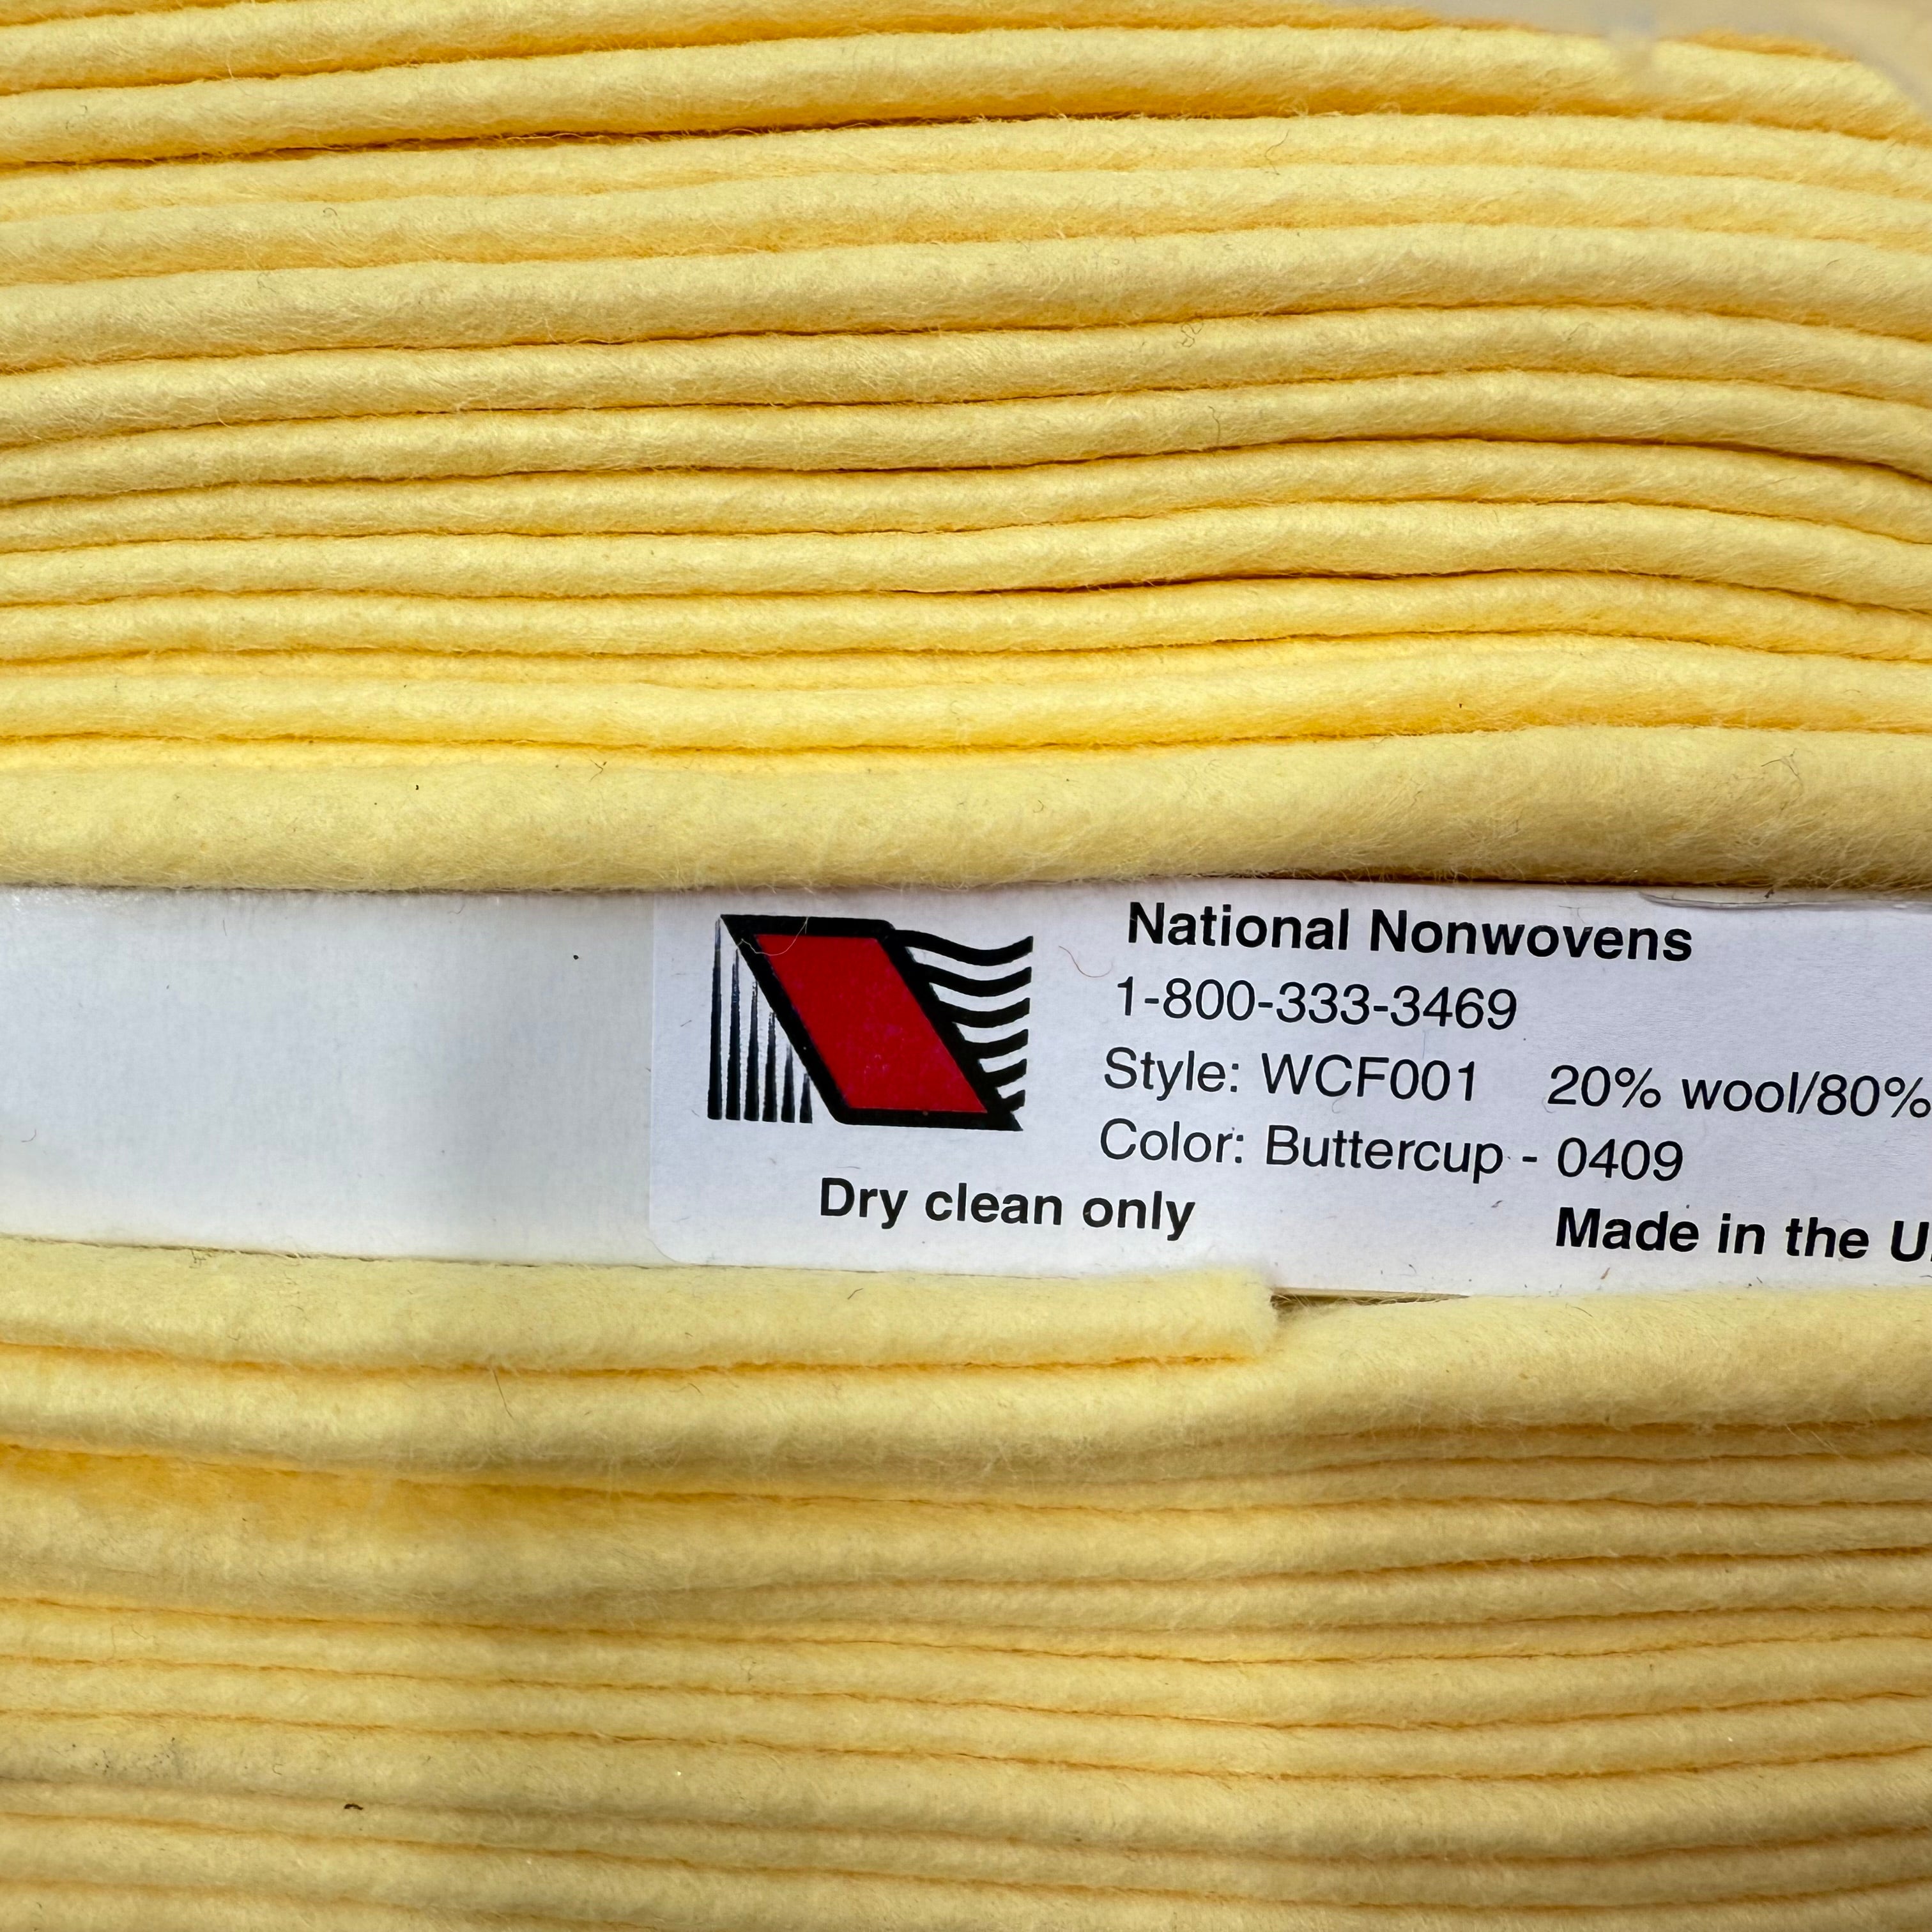 National Nonwovens
1-800-333-3469
Style: WCF001 20% wool/80%
Color: Buttercup - 0409
Dry clean only
Made in the U